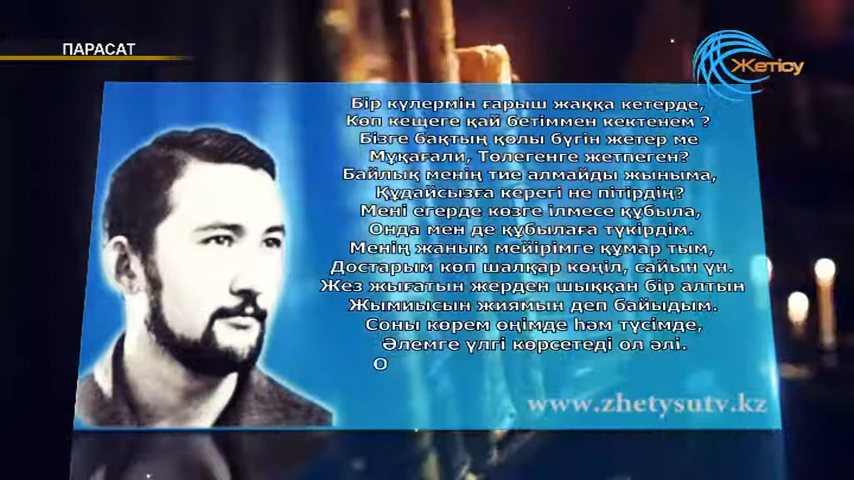 ПАРАСАТ
Жетісу
Бір күлермін ғарыш жаққа кетерде,
Көп кещеге қай бетіммен кектенем ?
Бізге бақтың қолы бүгін жетер ме
Мұқағали, Төлегенге жетпеген?
Байлық менің тие алмайды жыныма,
Құдайсызға керегі не пітірдің?
Мені егерде көзге ілмесе құбыла,
Онда мен де құбылаға түкірдім.
Менің жаным мейірімге құмар тым,
Достарым көп шалқар көңіл, сайын үн.
Жез жығатын жерден шыққан бір алтын
Жымиысын жиямын деп байыдым.
Соны көрем өңімде һәм түсімде,
Әлемге үлгі көрсетеді ол әлі.
О
www.zhetysutv.kz